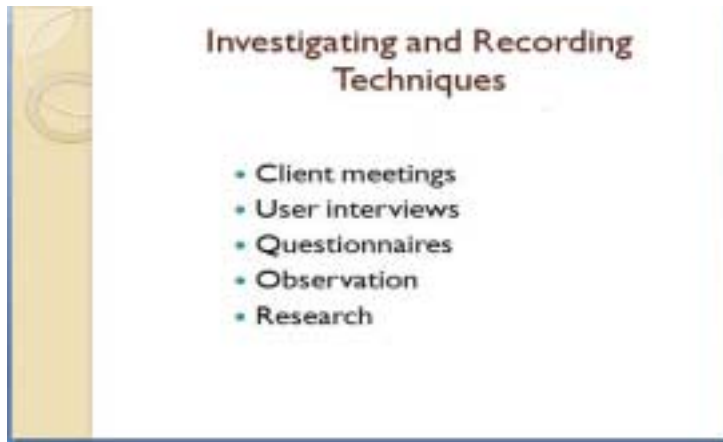 Investigating and Recording
Techniques
• Client meetings
• User interviews
• Questionnaires
• Observation
• Research